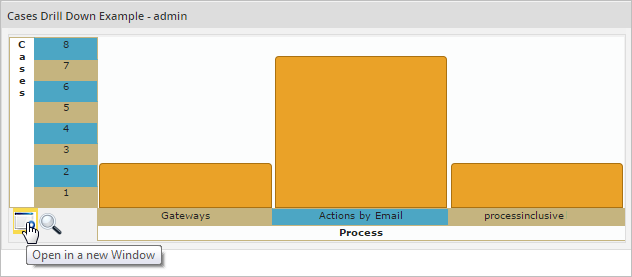 Cases Drill Down Example - admin
Cases
8
7
6
5
4
3
2
1
Gateways Actions by Email processinclusive
Process
Open in a new Window